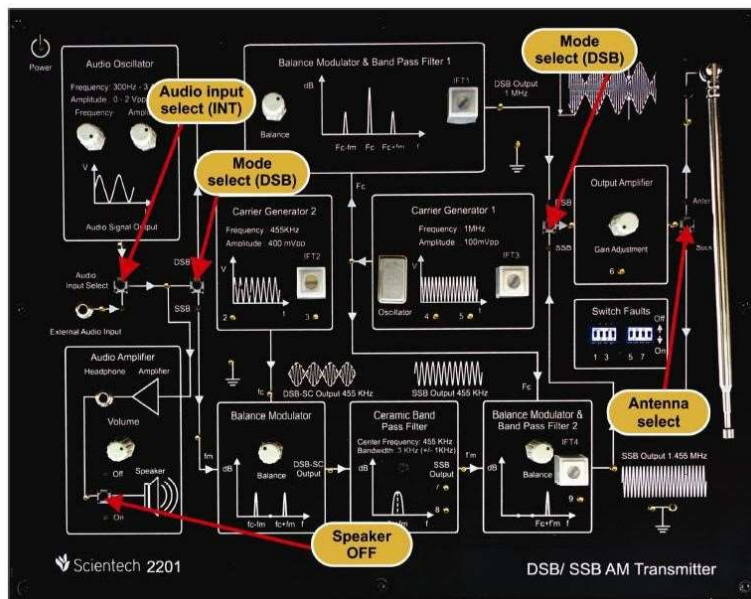 Power
Audio Oscillator
Frequency: 300Hz - 3.
Amplitude : 0 - 2 Vpp
Frequency
V
t
Audio Signal Output
Audio input
select (INT)
Mode
select (DSB)
Balance Modulator & Band Pass Filter 1
dB
IFT1
Balance
Fc-fm
Fc
Fc+fm
f
DSB Output
1 MHz
Mode
select (DSB)
Fc
Output Amplifier
Gain Adjustment
6
SSB
Carrier Generator 2
Frequency : 455KHz
Amplitude : 400 mVpp
V
IFT2
t
2
3
Carrier Generator 1
Frequency : 1MHz
Amplitude : 100mVpp
V
IFT3
Oscillator
t
4
5
Audio
Input Select
DSB
SSB
External Audio Input
Switch Faults
Off
On
1 3 5 7
Audio Amplifier
Headphone
Amplifier
Volume
Off
Speaker
On
fm
fc
DSB-SC Output 455 KHz
SSB Output 455 KHz
Fc
Antenna
select
Balance Modulator
dB
Balance
fc-fm
fc+fm
f
DSB-SC
Output
Ceramic Band
Pass Filter
Center Frequency: 455 KHz
Bandwidth: 3 KHz (+/- 1KHz)
dB
SSB
Output
7
8
f
f'm
Balance Modulator &
Band Pass Filter 2
dB
IFT4
Balance
9
Fc+f'm
f
SSB Output 1.455 MHz
Speaker
OFF
Scientech 2201
DSB/ SSB AM Transmitter